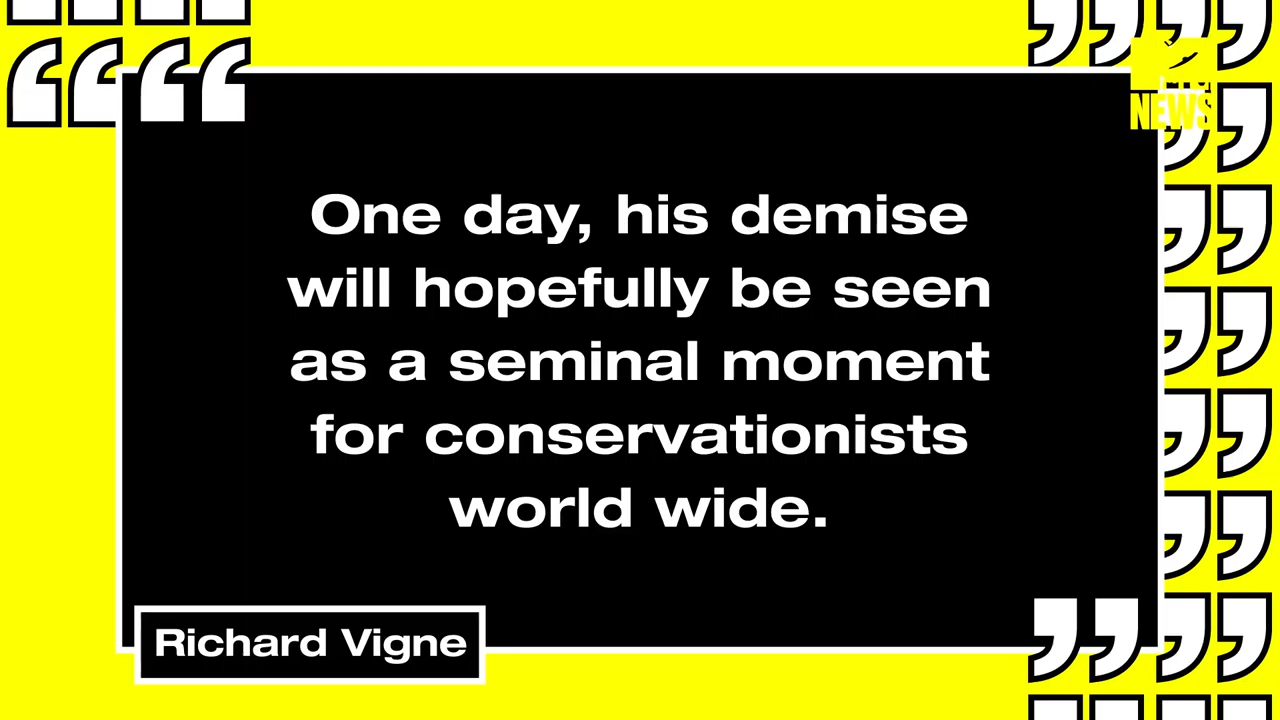 NEWS
One day, his demise
will hopefully be seen
as a seminal moment
for conservationists
world wide.
Richard Vigne